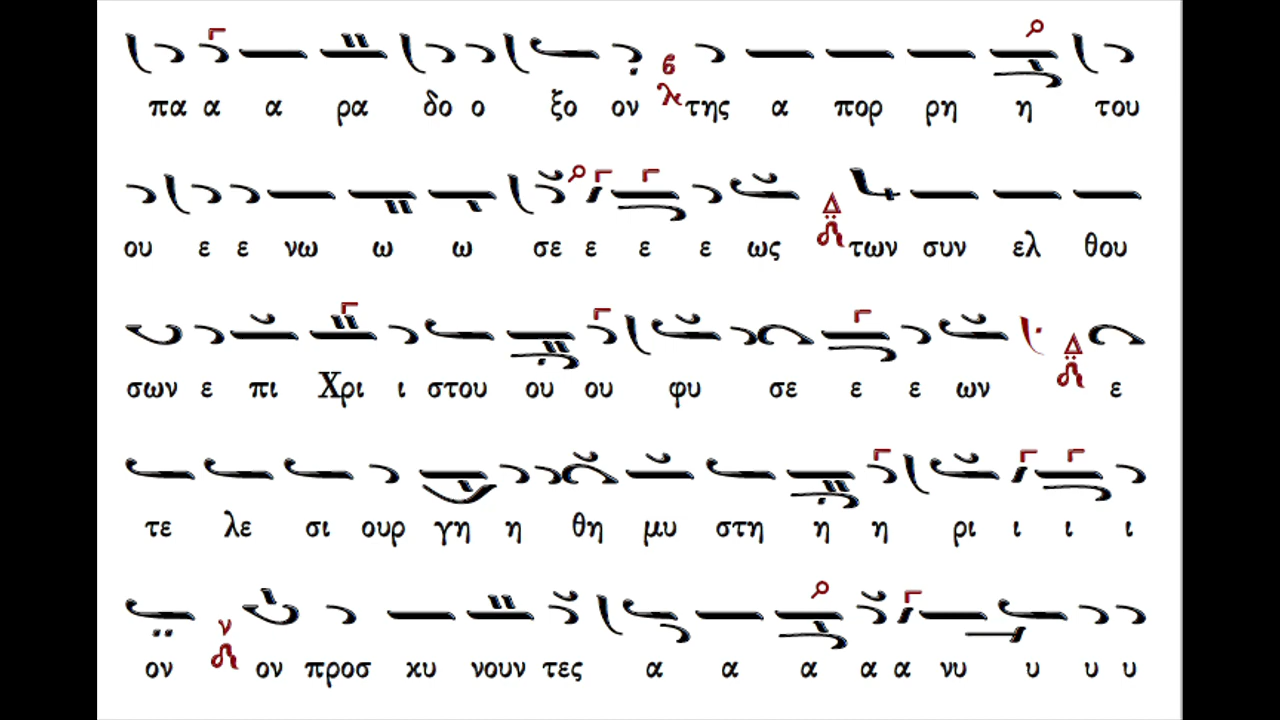 πα α α ρα δο ο ξο ον της α πορ ρη η του
ου ε ε νω ω ω σε ε ε ε ως των συν ελ θου
σων ε πι Χρι ι στου ου ου φυ σε ε ε ων ε
τε λε σι ουρ γη η θη μυ στη η η ρι ι ι ι
ον ον προσ κυ νουν τες α α α α α νυ υ υ υ